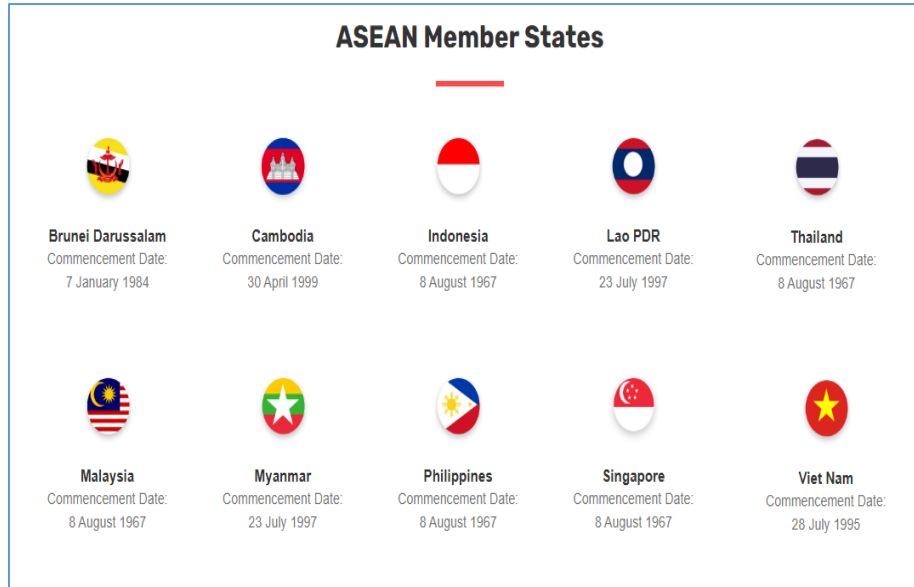 ASEAN Member States
Brunei Darussalam
Commencement Date:
7 January 1984
Cambodia
Commencement Date:
30 April 1999
Indonesia
Commencement Date:
8 August 1967
Lao PDR
Commencement Date:
23 July 1997
Thailand
Commencement Date:
8 August 1967
Malaysia
Commencement Date:
8 August 1967
Myanmar
Commencement Date:
23 July 1997
Philippines
Commencement Date:
8 August 1967
Singapore
Commencement Date:
8 August 1967
Viet Nam
Commencement Date:
28 July 1995